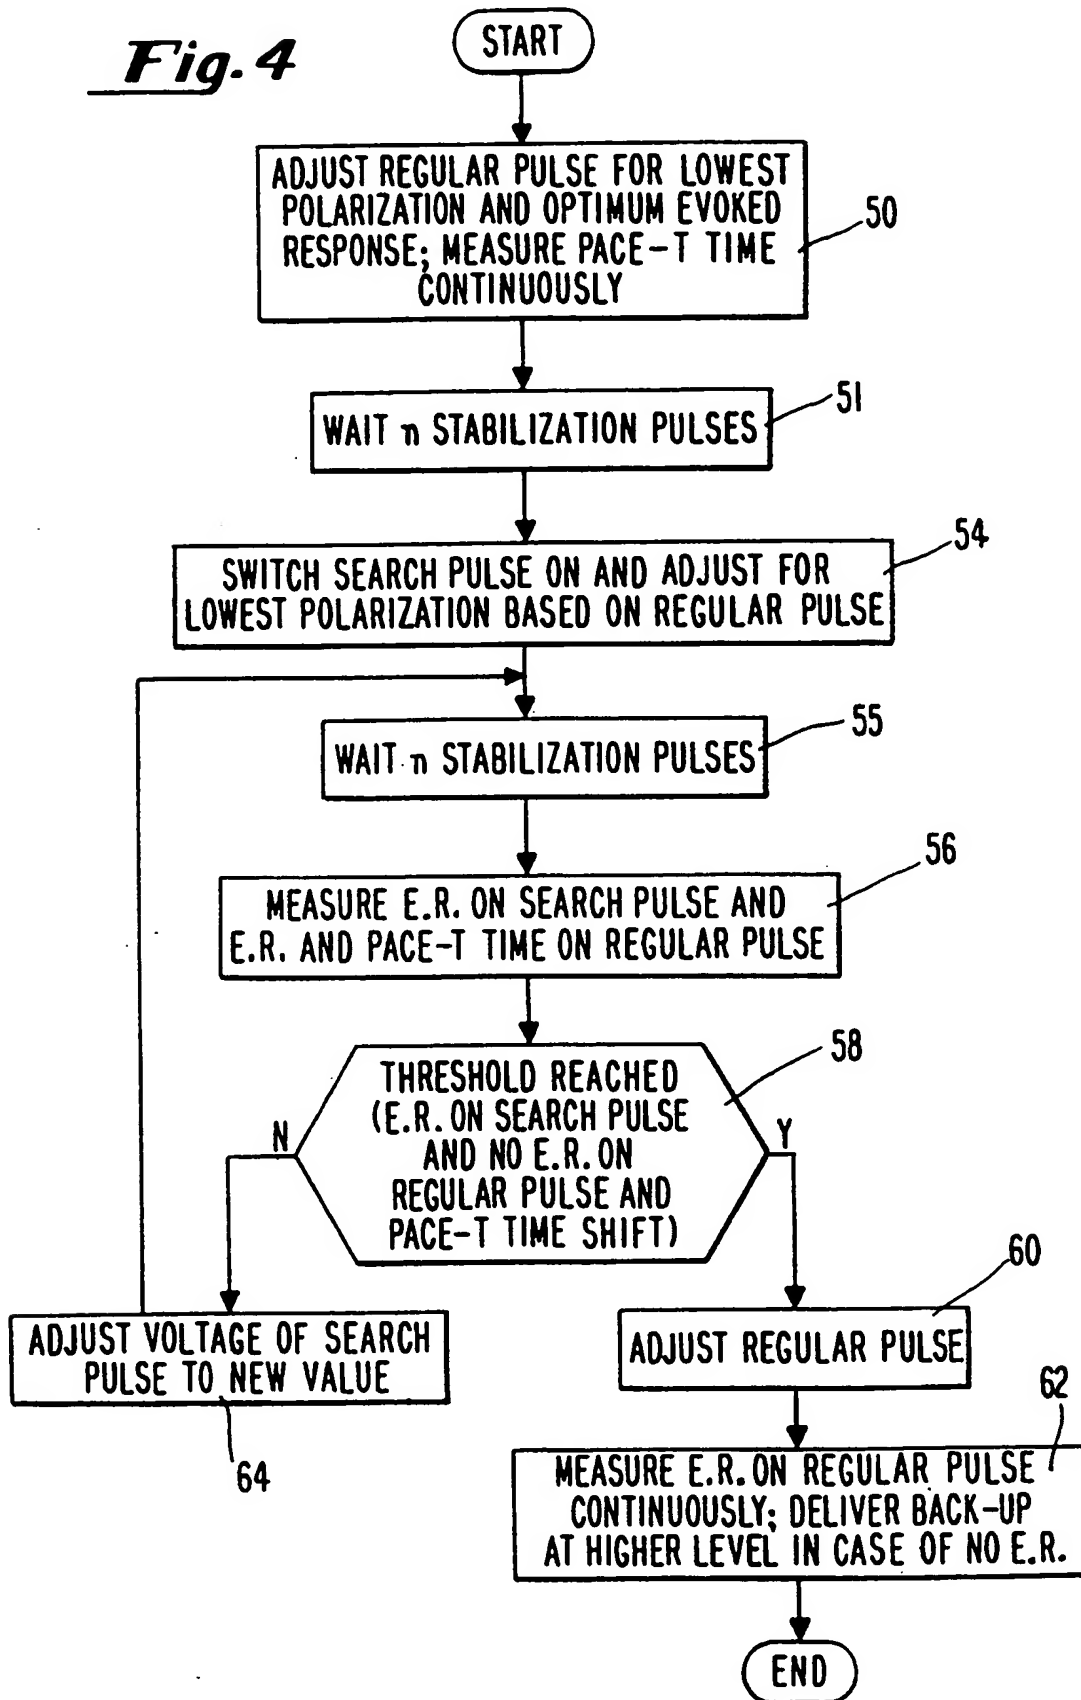 Fig. 4
START
ADJUST REGULAR PULSE FOR LOWEST
POLARIZATION AND OPTIMUM EVOKED
RESPONSE; MEASURE PACE-T TIME
CONTINUOUSLY
50
WAIT n STABILIZATION PULSES
51
SWITCH SEARCH PULSE ON AND ADJUST FOR
LOWEST POLARIZATION BASED ON REGULAR PULSE
54
WAIT n STABILIZATION PULSES
55
MEASURE E.R. ON SEARCH PULSE AND
E.R. AND PACE-T TIME ON REGULAR PULSE
56
THRESHOLD REACHED
(E.R. ON SEARCH PULSE
AND NO E.R. ON
REGULAR PULSE AND
PACE-T TIME SHIFT)
58
N
Y
ADJUST VOLTAGE OF SEARCH
PULSE TO NEW VALUE
64
ADJUST REGULAR PULSE
60
MEASURE E.R. ON REGULAR PULSE
CONTINUOUSLY; DELIVER BACK-UP
AT HIGHER LEVEL IN CASE OF NO E.R.
62
END